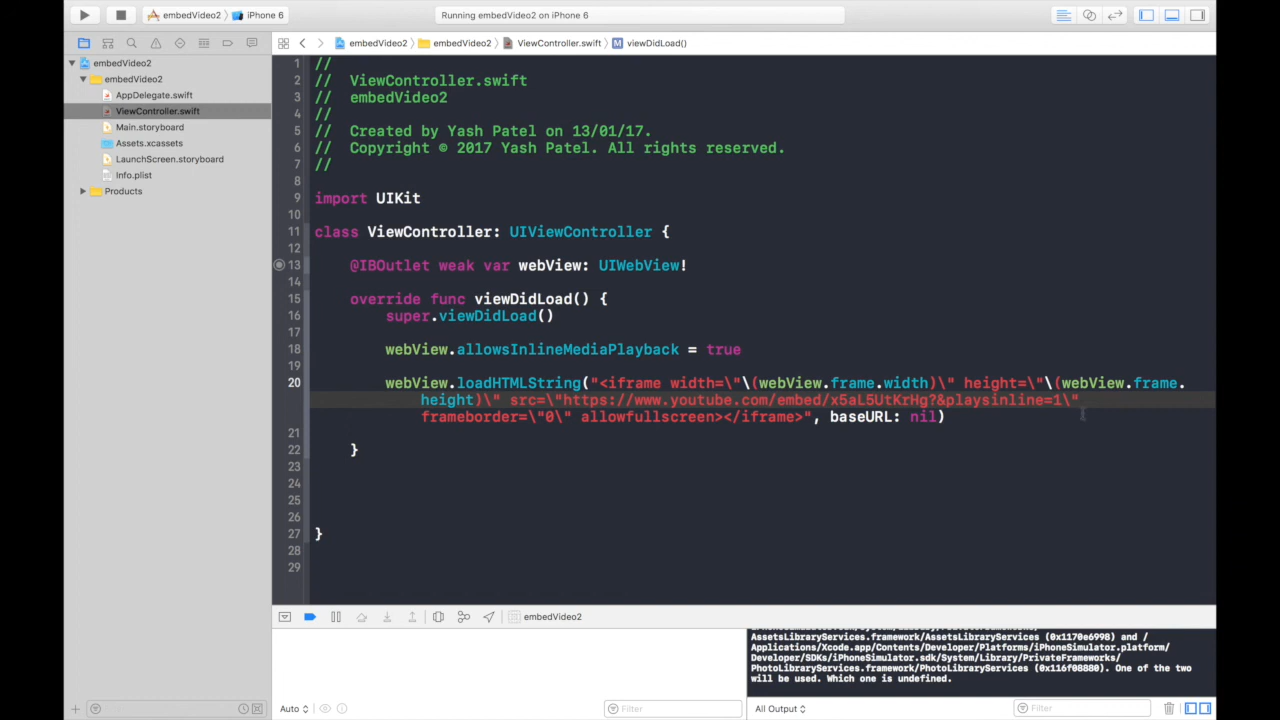 embedVideo2 iPhone 6
Running embedVideo2 on iPhone 6
embedVideo2 embedVideo2 ViewController.swift M viewDidLoad()
embedVideo2
embedVideo2
AppDelegate.swift
ViewController.swift
Main.storyboard
Assets.xcassets
LaunchScreen.storyboard
Info.plist
Products
1 //
2 // ViewController.swift
3 // embedVideo2
4 //
5 // Created by Yash Patel on 13/01/17.
6 // Copyright © 2017 Yash Patel. All rights reserved.
7 //
8
9 import UIKit
10
11 class ViewController: UIViewController {
12
13 @IBOutlet weak var webView: UIWebView!
14
15 override func viewDidLoad() {
16 super.viewDidLoad()
17
18 webView.allowsInlineMediaPlayback = true
19
20 webView.loadHTMLString("<iframe width=\"\(webView.frame.width)\" height=\"\(webView.frame.
height)\" src=\"https://www.youtube.com/embed/x5aL5UtKrHg?&playsinline=1\"
frameborder=\"0\" allowfullscreen></iframe>", baseURL: nil)
21
22 }
23
24
25
26
27 }
28
29
embedVideo2
AssetsLibraryServices.framework/AssetsLibraryServices (0x1170e6998) and /
Applications/Xcode.app/Contents/Developer/Platforms/iPhoneSimulator.platform/
Developer/SDKs/iPhoneSimulator.sdk/System/Library/PrivateFrameworks/
PhotoLibraryServices.framework/PhotoLibraryServices (0x116f08880). One of the two
will be used. Which one is undefined.
Auto Filter All Output Filter